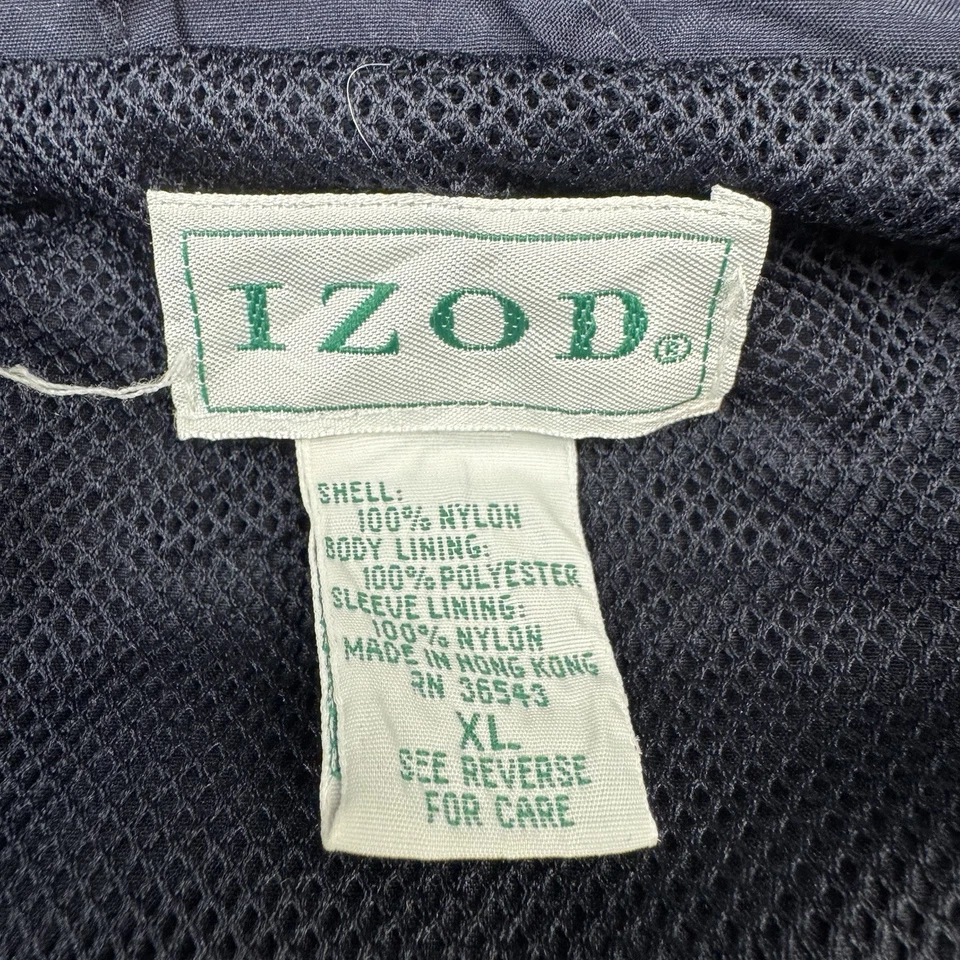 IZOD®
SHELL:
100% NYLON
BODY LINING:
100% POLYESTER
SLEEVE LINING:
100% NYLON
MADE IN HONG KONG
RN 36543
XL
SEE REVERSE
FOR CARE